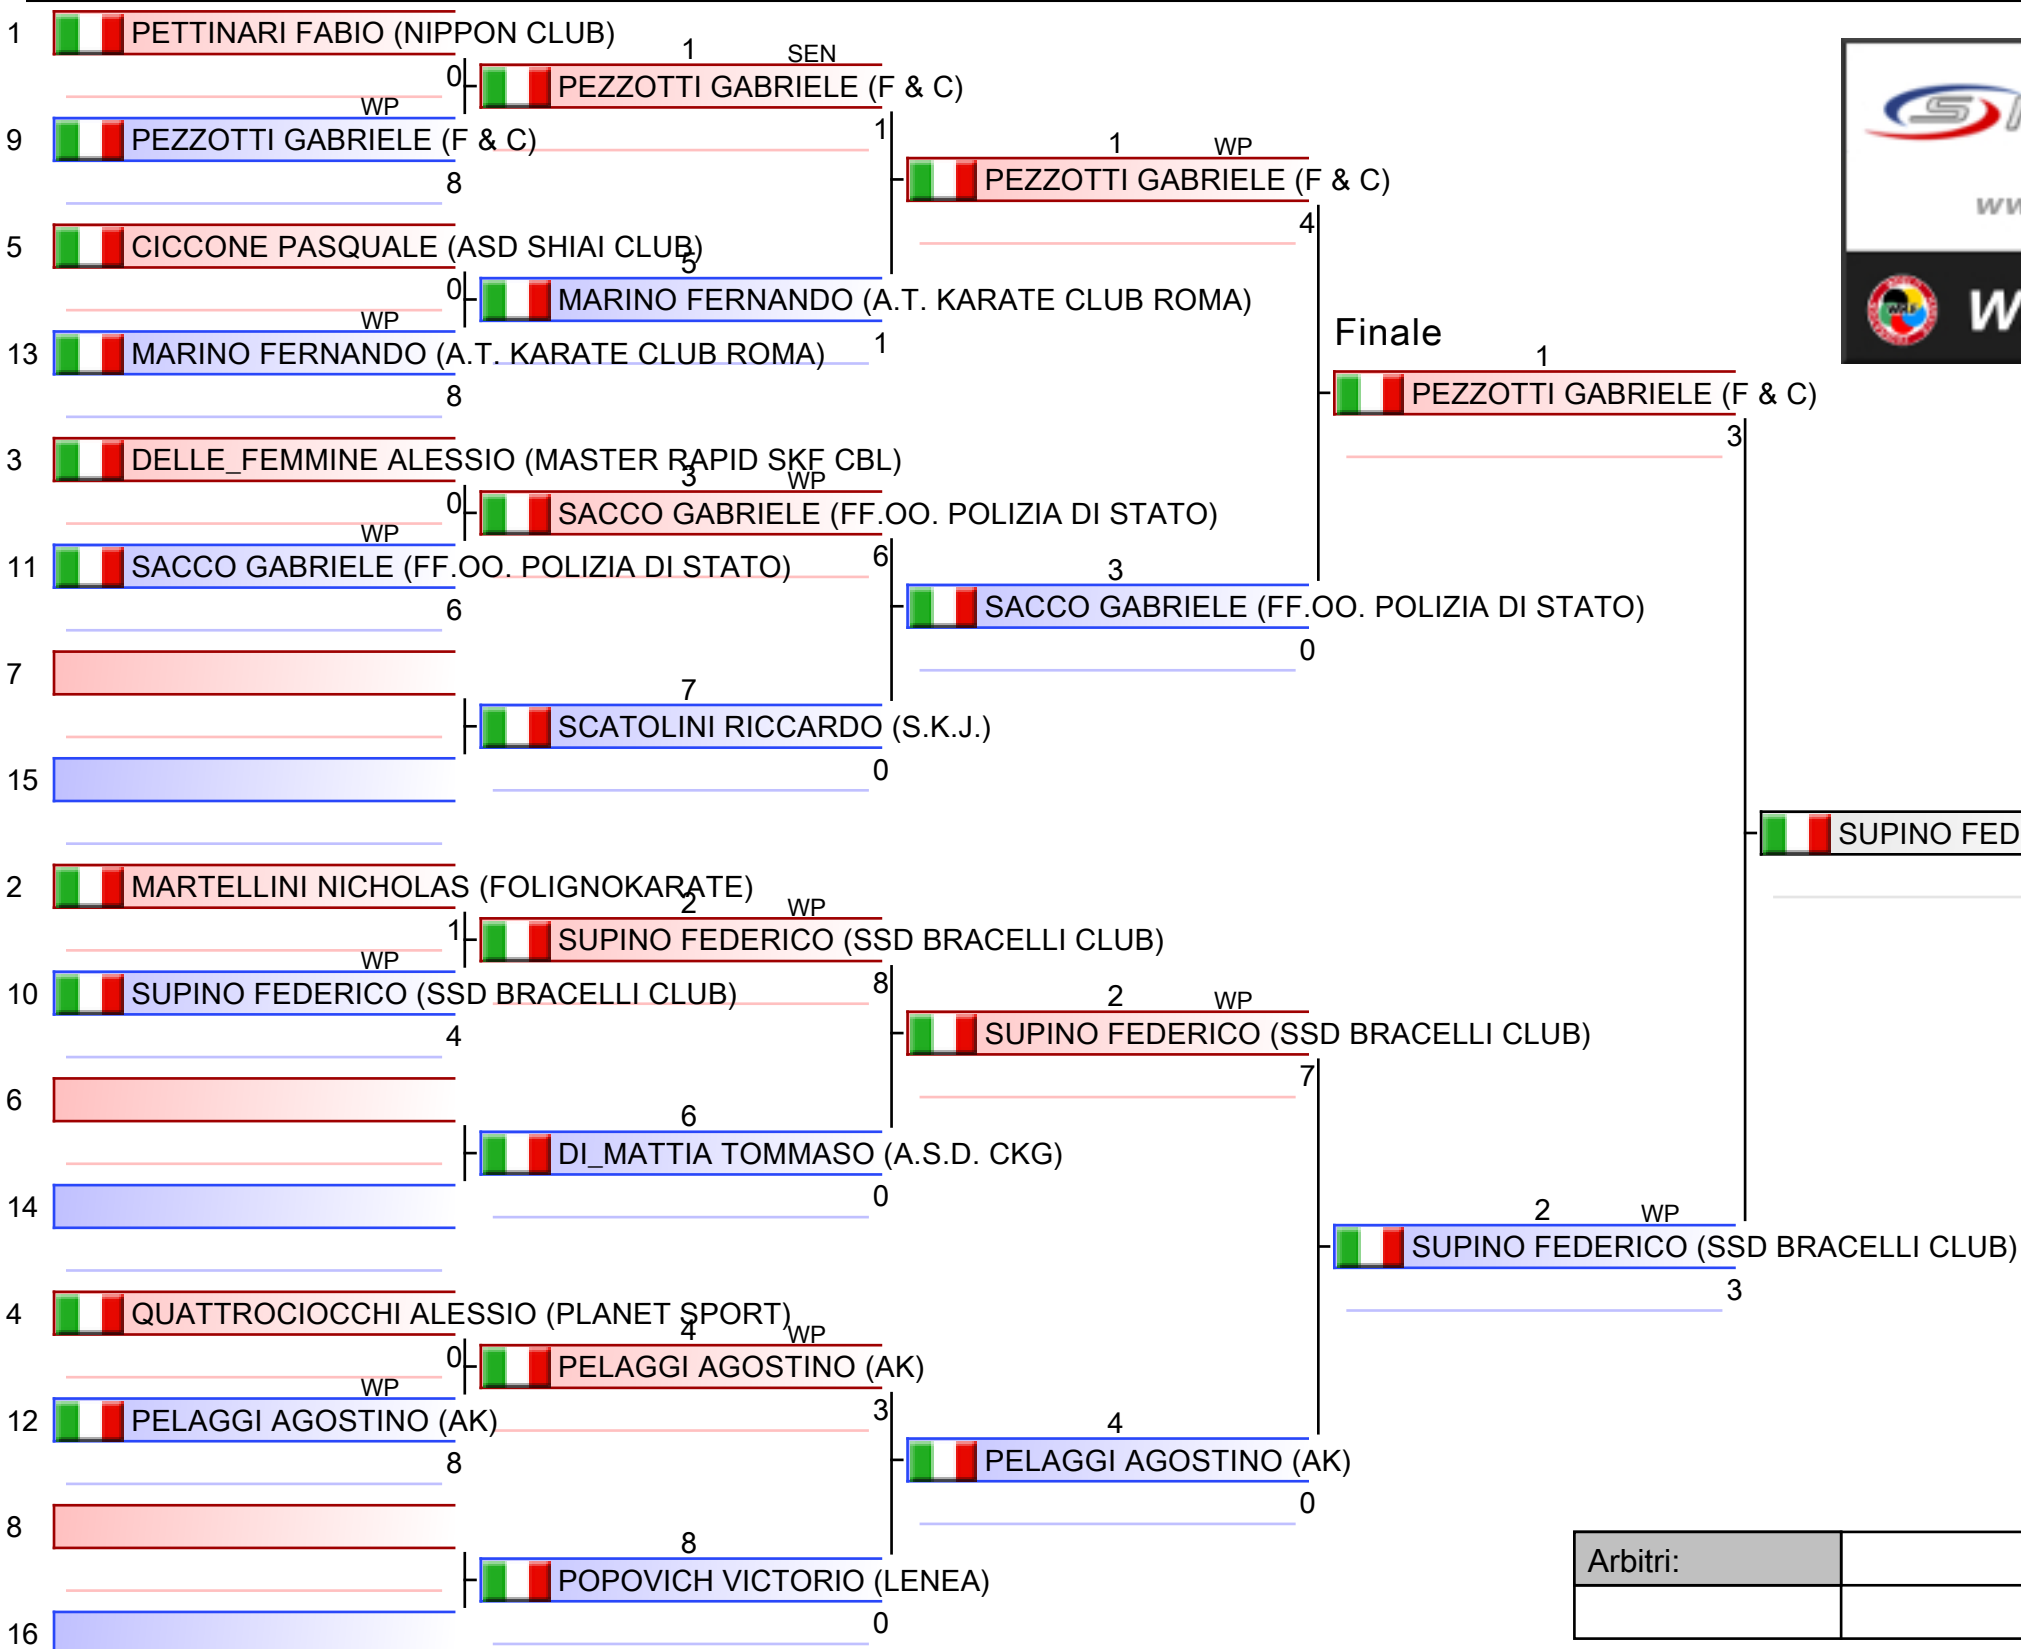 1 PETTINARI FABIO (NIPPON CLUB)
0
1 SEN
PEZZOTTI GABRIELE (F & C)
1
WP
9 PEZZOTTI GABRIELE (F & C)
8
1 WP
PEZZOTTI GABRIELE (F & C)
4
5 CICCONE PASQUALE (ASD SHIAI CLUB)
0
5
MARINO FERNANDO (A.T. KARATE CLUB ROMA)
1
WP
13 MARINO FERNANDO (A.T. KARATE CLUB ROMA)
8
Finale
1
PEZZOTTI GABRIELE (F & C)
3
3 DELLE_FEMMINE ALESSIO (MASTER RAPID SKF CBL)
0
3 WP
SACCO GABRIELE (FF.OO. POLIZIA DI STATO)
6
WP
11 SACCO GABRIELE (FF.OO. POLIZIA DI STATO)
6
3
SACCO GABRIELE (FF.OO. POLIZIA DI STATO)
0
7
7
SCATOLINI RICCARDO (S.K.J.)
0
15
SUPINO FED
2 MARTELLINI NICHOLAS (FOLIGNOKARATE)
1
2 WP
SUPINO FEDERICO (SSD BRACELLI CLUB)
8
WP
10 SUPINO FEDERICO (SSD BRACELLI CLUB)
4
2 WP
SUPINO FEDERICO (SSD BRACELLI CLUB)
7
6
6
DI_MATTIA TOMMASO (A.S.D. CKG)
0
14
2 WP
SUPINO FEDERICO (SSD BRACELLI CLUB)
3
4 QUATTROCIOCCHI ALESSIO (PLANET SPORT)
0
4 WP
PELAGGI AGOSTINO (AK)
3
WP
12 PELAGGI AGOSTINO (AK)
8
4
PELAGGI AGOSTINO (AK)
0
8
8
POPOVICH VICTORIO (LENEA)
0
16
Arbitri: